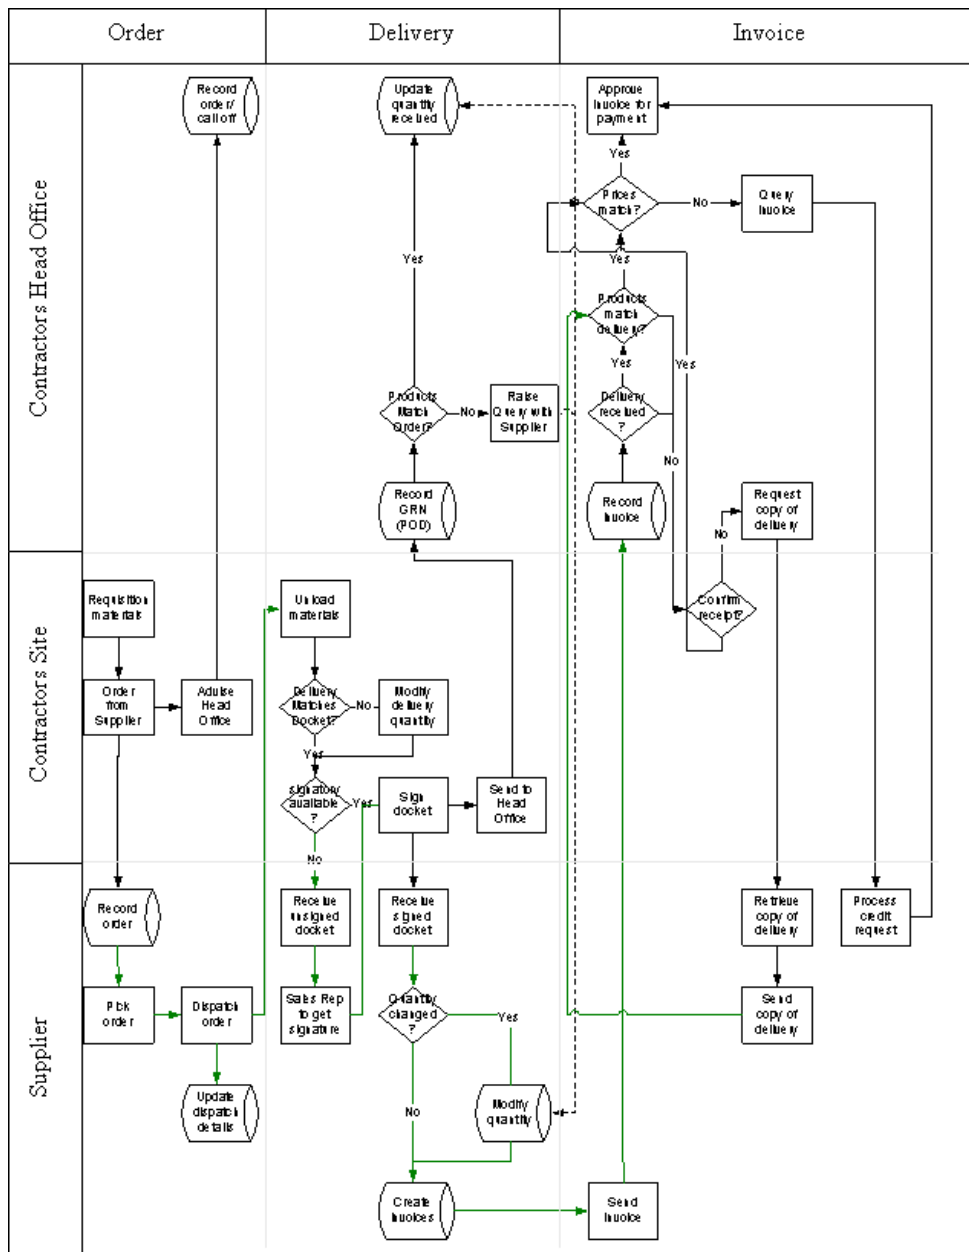 Order
Delivery
Invoice
Contractors Head Office
Record
order/
call off
Update
quantity
received
Approve
invoice for
payment
Yes
Prices
match?
No
Query
Invoice
Yes
Yes
Products
match
delivery?
Yes
Yes
Products
Match
Order?
No
Raise
Query with
Supplier
Delivery
received
?
No
Record
GRN
(POD)
Record
Invoice
Request
copy of
delivery
No
Contractors Site
Requisition
materials
Unload
materials
Confirm
receipt?
Order
from
Supplier
Advise
Head
Office
Delivery
Matches
Docket?
No
Modify
delivery
quantity
Yes
signatory
available
?
Yes
Sign
docket
Send to
Head
Office
No
Supplier
Record
order
Receive
unsigned
docket
Receive
signed
docket
Retrieve
copy of
delivery
Process
credit
request
Pick
order
Dispatch
order
Sales Rep
to get
signature
Quantity
changed
?
Yes
Send
copy of
delivery
Update
dispatch
details
No
Modify
quantity
Create
Invoices
Send
Invoice